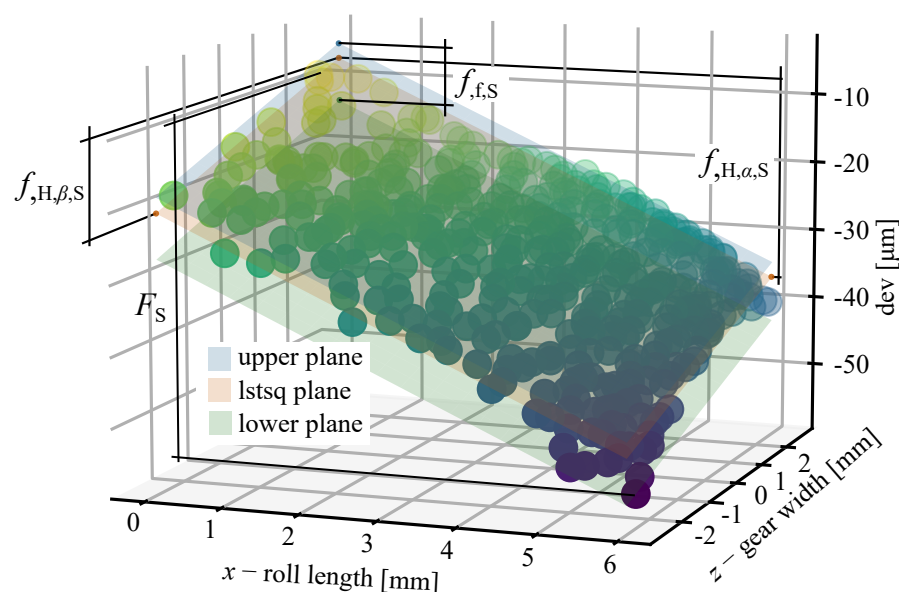 f,f,S
-10
f,H,α,S
-20
f,H,β,S
-30
-40
dev [μm]
FS
-50
upper plane
lstsq plane
lower plane
0
1
2
3
4
5
6
-2
-1
0
1
2
x – roll length [mm]
z – gear width [mm]